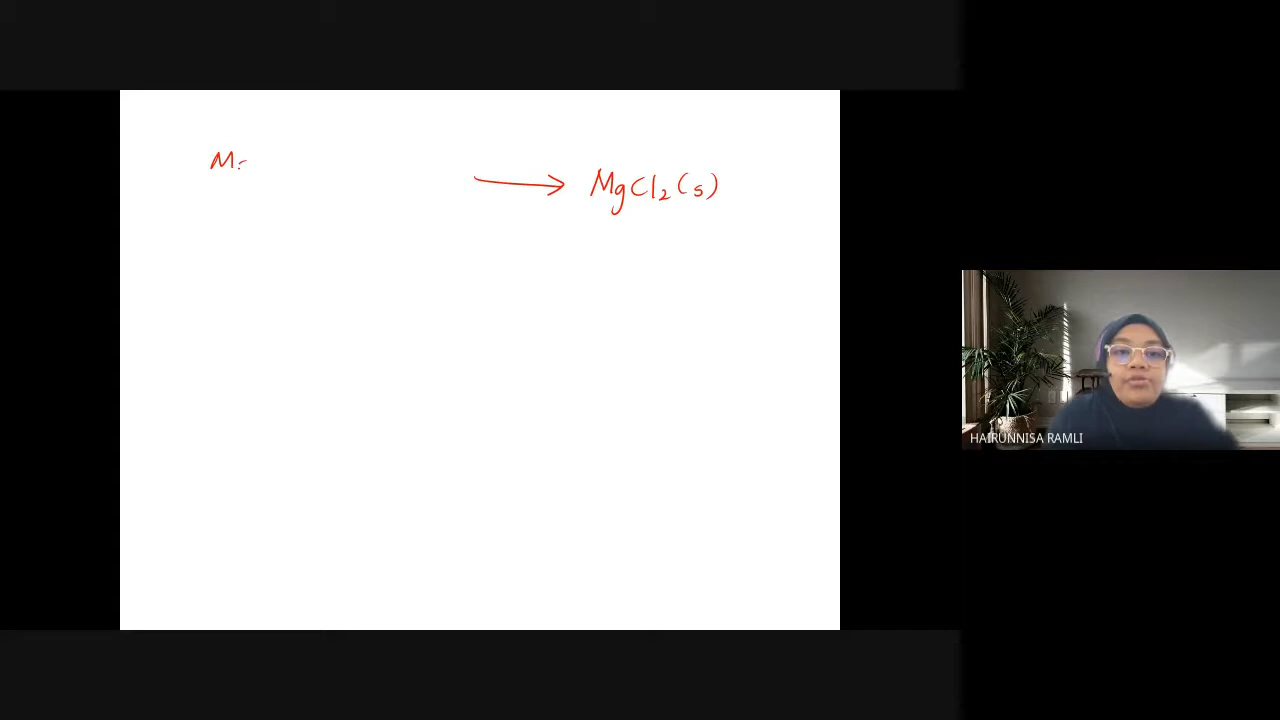 M
→ MgCl₂(s)
HAIRUNNISA RAMLI